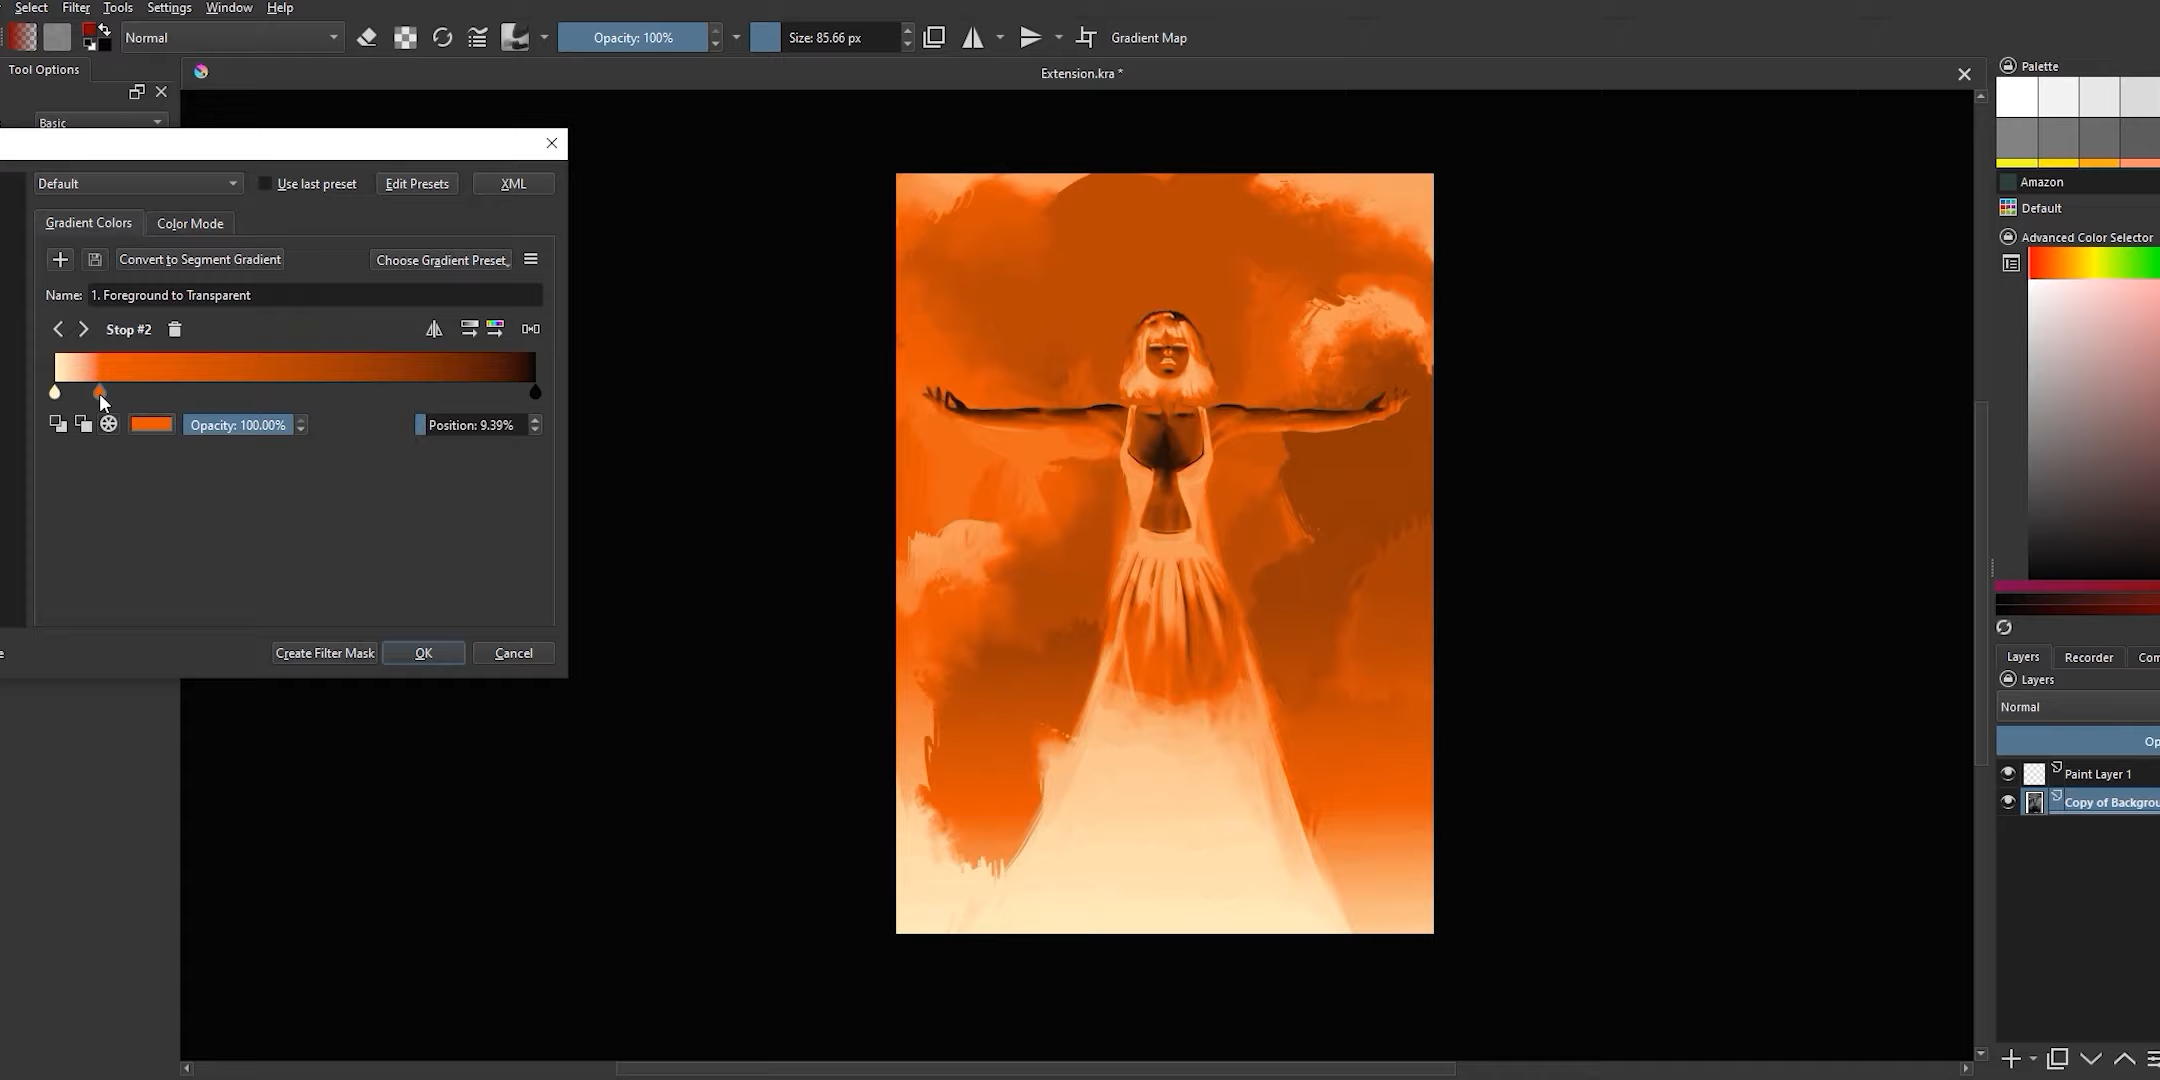 Select Filter Tools Settings Window Help
Normal
Opacity: 100%
Size: 85.66 px
Gradient Map
Tool Options
Extension.kra *
Palette
Basic
Default
Use last preset
Edit Presets
XML
Amazon
Default
Gradient Colors
Color Mode
Advanced Color Selector
Convert to Segment Gradient
Choose Gradient Preset
Name: 1. Foreground to Transparent
Stop #2
Opacity: 100.00%
Position: 9.39%
Create Filter Mask
OK
Cancel
Layers
Recorder
Com
Layers
Normal
Op
Paint Layer 1
Copy of Backgrou